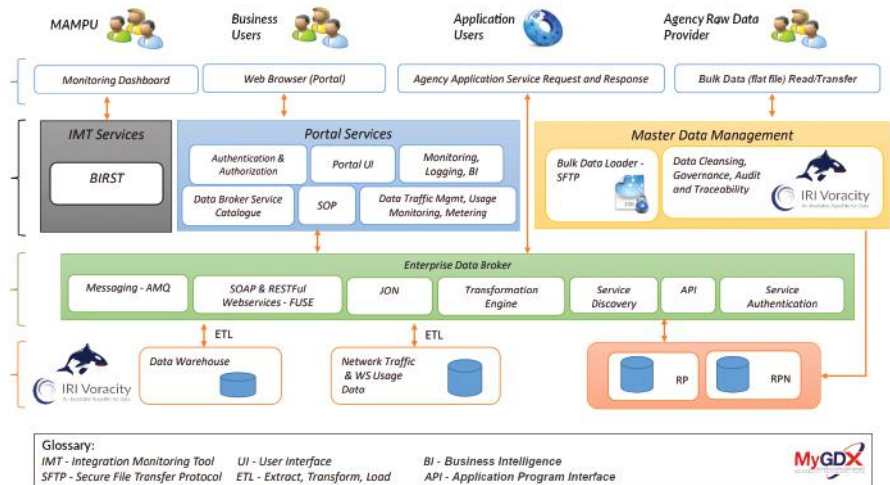 MAMPU
Business
Users
Application
Users
Agency Raw Data
Provider
Monitoring Dashboard
Web Browser (Portal)
Agency Application Service Request and Response
Bulk Data (flat file) Read/Transfer
IMT Services
BIRST
Portal Services
Authentication &
Authorization
Portal UI
Monitoring,
Logging, BI
Data Broker Service
Catalogue
SOP
Data Traffic Mgmt, Usage
Monitoring, Metering
Master Data Management
Bulk Data Loader -
SFTP
Data Cleansing,
Governance, Audit
and Traceability
IRI Voracity
Enterprise Data Broker
Messaging - AMQ
SOAP & RESTFul
Webservices - FUSE
JON
Transformation
Engine
Service
Discovery
API
Service
Authentication
ETL
ETL
IRI Voracity
Data Warehouse
Network Traffic
& WS Usage
Data
RP
RPN
Glossary:
IMT - Integration Monitoring Tool
UI - User Interface
BI - Business Intelligence
SFTP - Secure File Transfer Protocol
ETL - Extract, Transform, Load
API - Application Program Interface
MyGDX